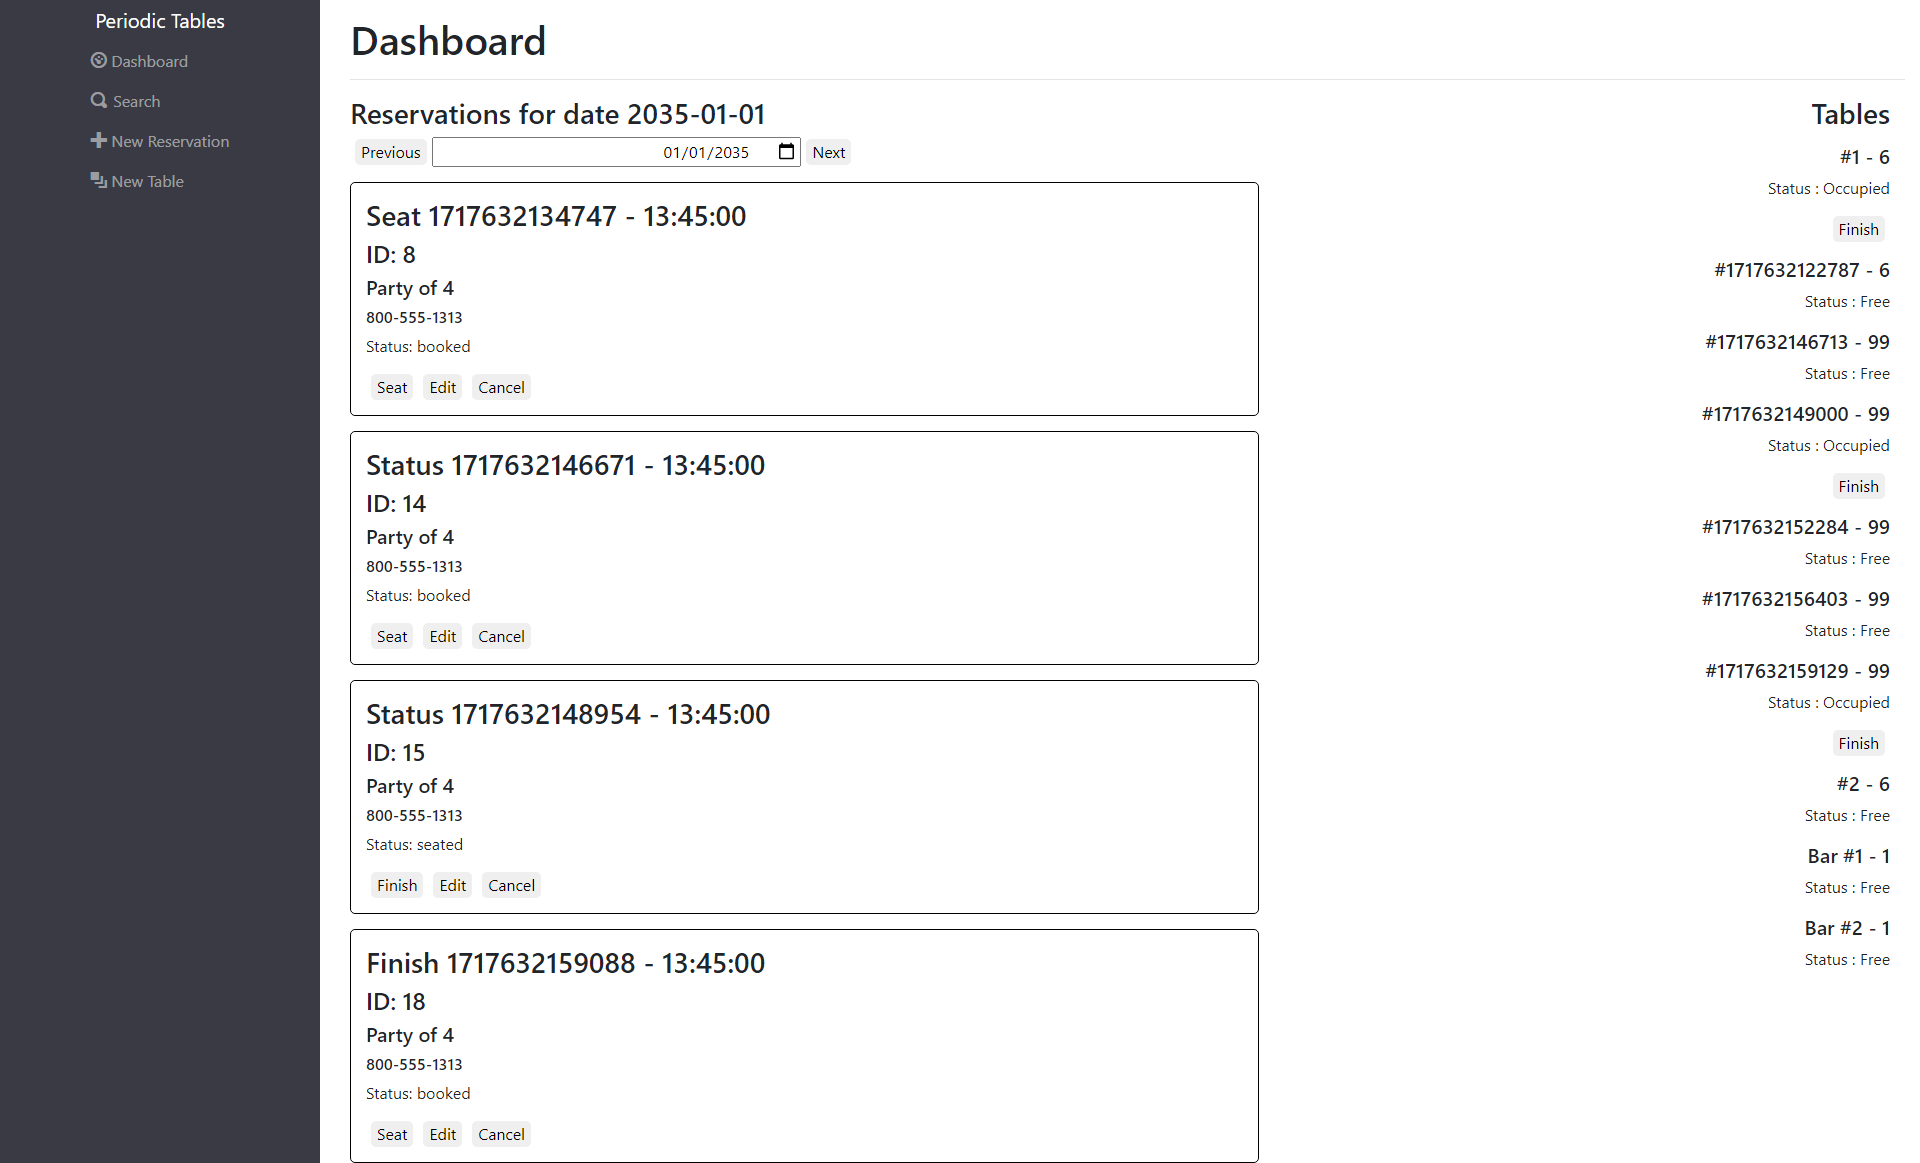 Periodic Tables
Dashboard
Search
New Reservation
New Table
Dashboard
Reservations for date 2035-01-01
Previous 01/01/2035 Next
Seat 1717632134747 - 13:45:00
ID: 8
Party of 4
800-555-1313
Status: booked
Seat Edit Cancel
Status 1717632146671 - 13:45:00
ID: 14
Party of 4
800-555-1313
Status: booked
Seat Edit Cancel
Status 1717632148954 - 13:45:00
ID: 15
Party of 4
800-555-1313
Status: seated
Finish Edit Cancel
Finish 1717632159088 - 13:45:00
ID: 18
Party of 4
800-555-1313
Status: booked
Seat Edit Cancel
Tables
#1 - 6
Status : Occupied
Finish
#1717632122787 - 6
Status : Free
#1717632146713 - 99
Status : Free
#1717632149000 - 99
Status : Occupied
Finish
#1717632152284 - 99
Status : Free
#1717632156403 - 99
Status : Free
#1717632159129 - 99
Status : Occupied
Finish
#2 - 6
Status : Free
Bar #1 - 1
Status : Free
Bar #2 - 1
Status : Free